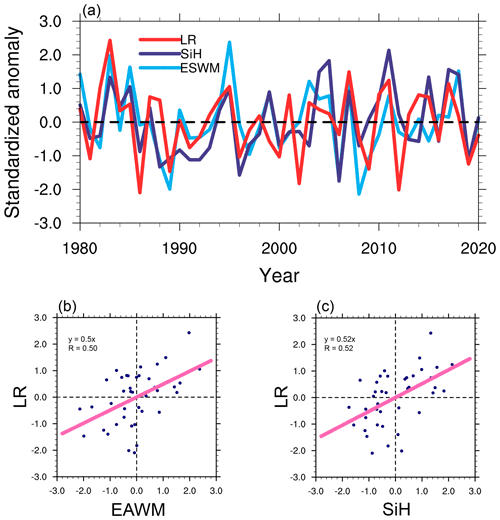 (a)
Standardized anomaly
3.0
2.0
1.0
0.0
-1.0
-2.0
-3.0
LR
SiH
ESWM
1980 1990 2000 2010 2020
Year
(b)
LR
3.0
2.0
1.0
0.0
-1.0
-2.0
-3.0
y = 0.5x
R = 0.50
-3.0 -2.0 -1.0 0.0 1.0 2.0 3.0
EAWM
(c)
LR
3.0
2.0
1.0
0.0
-1.0
-2.0
-3.0
y = 0.52x
R = 0.52
-3.0 -2.0 -1.0 0.0 1.0 2.0 3.0
SiH